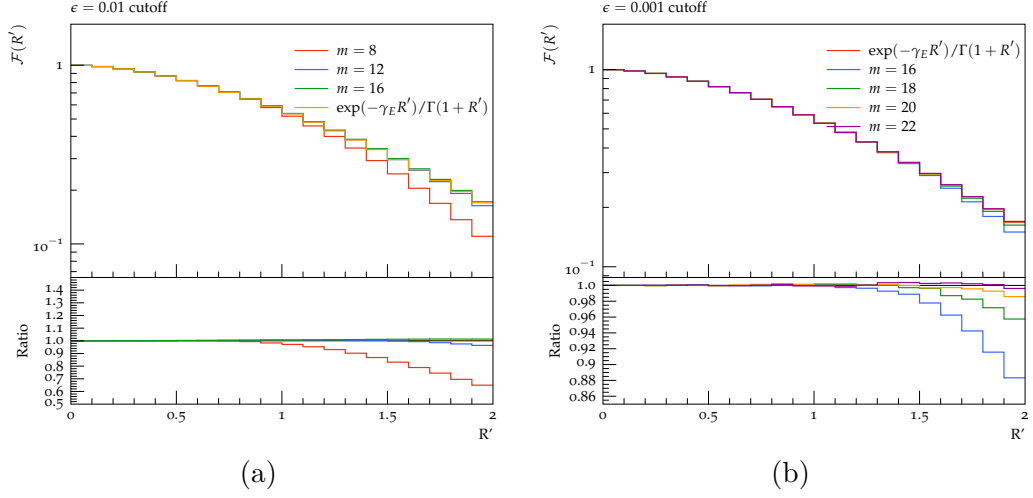 ϵ = 0.01 cutoff
F(R′)
1
10⁻¹
m = 8
m = 12
m = 16
exp(−γ_E R′)/Γ(1 + R′)
Ratio
1.4
1.3
1.2
1.1
1.0
0.9
0.8
0.7
0.6
0.5
0
0.5
1
1.5
2
R′
(a)
ϵ = 0.001 cutoff
F(R′)
1
10⁻¹
exp(−γ_E R′)/Γ(1 + R′)
m = 16
m = 18
m = 20
m = 22
Ratio
1.0
0.98
0.96
0.94
0.92
0.9
0.88
0.86
0
0.5
1
1.5
2
R′
(b)